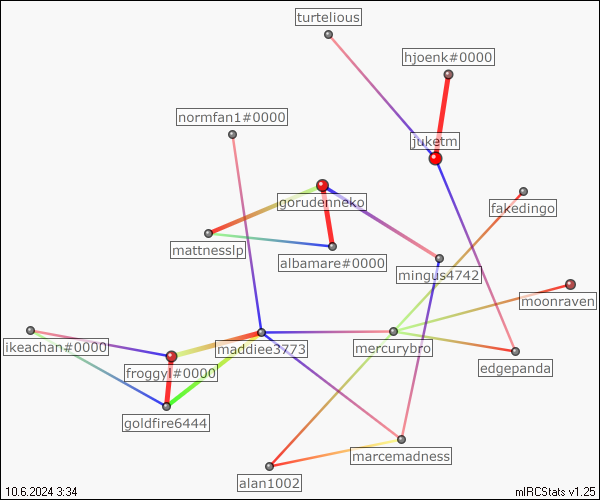 turtelious
hjoenk#0000
normfan1#0000
juketm
gorudenneko
fakedingo
mattnesslp
albamare#0000
mingus4742
moonraven
ikeachan#0000
maddiee3773
mercurybro
froggyl#0000
edgepanda
goldfire6444
marcemadness
alan1002
10.6.2024 3:34
mIRCStats v1.25